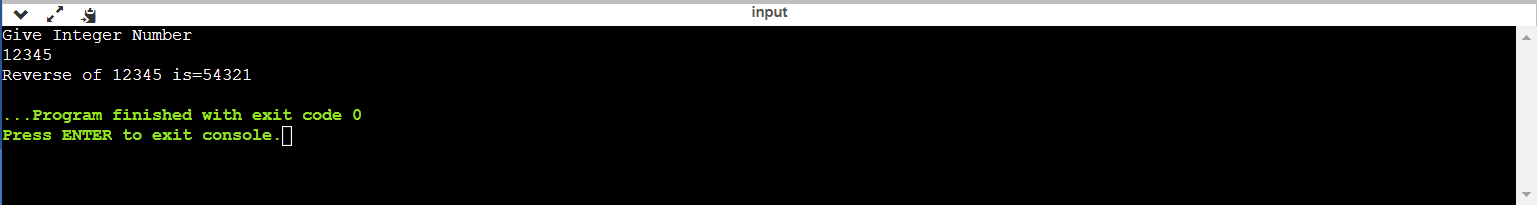 input
Give Integer Number
12345
Reverse of 12345 is=54321
...Program finished with exit code 0
Press ENTER to exit console.